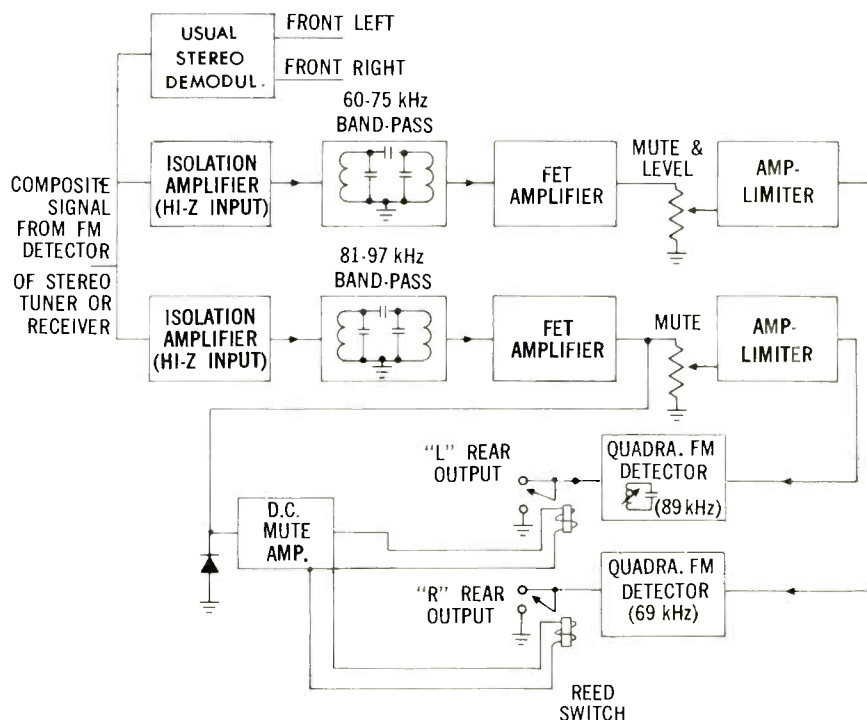 USUAL
STEREO
DEMODUL.
FRONT LEFT
FRONT RIGHT
60-75 kHz
BAND-PASS
ISOLATION
AMPLIFIER
(HI-Z INPUT)
FET
AMPLIFIER
MUTE &
LEVEL
AMP-
LIMITER
COMPOSITE
SIGNAL
FROM FM
DETECTOR
OF STEREO
TUNER OR
RECEIVER
81-97 kHz
BAND-PASS
ISOLATION
AMPLIFIER
(HI-Z INPUT)
FET
AMPLIFIER
MUTE
AMP-
LIMITER
"L" REAR
OUTPUT
QUADRA. FM
DETECTOR
(89 kHz)
D.C.
MUTE
AMP.
"R" REAR
OUTPUT
QUADRA. FM
DETECTOR
(69 kHz)
REED
SWITCH